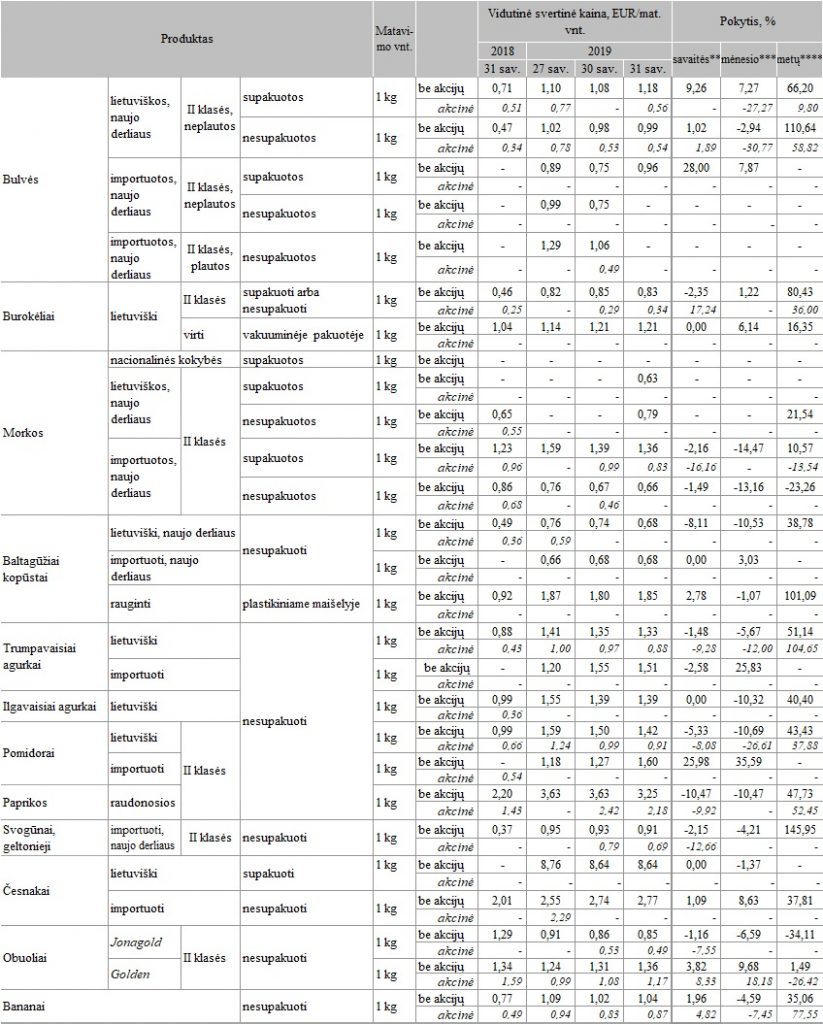 Produktas Matavimo vnt. Vidutinė svertinė kaina, EUR/mat. vnt. Pokytis, %
2018 2019 savaitės** mėnesio*** metų****
31 sav. 27 sav. 30 sav. 31 sav.
Bulvės lietuviškos, naujo derliaus II klasės, neplautos supakuotos 1 kg be akcijų 0,71 1,10 1,08 1,18 9,26 7,27 66,20
akcinė 0,51 0,77 - 0,56 - -27,27 9,80
nesupakuotos 1 kg be akcijų 0,47 1,02 0,98 0,99 1,02 -2,94 110,64
akcinė 0,34 0,78 0,53 0,54 1,89 -30,77 58,82
importuotos, naujo derliaus II klasės, neplautos supakuotos 1 kg be akcijų - 0,89 0,75 0,96 28,00 7,87 -
akcinė - - - - - - -
nesupakuotos 1 kg be akcijų - 0,99 0,75 - - - -
akcinė - - - - - - -
importuotos, naujo derliaus II klasės, plautos nesupakuotos 1 kg be akcijų - 1,29 1,06 - - - -
akcinė - - 0,49 - - - -
Burokėliai lietuviški II klasės supakuoti arba nesupakuoti 1 kg be akcijų 0,46 0,82 0,85 0,83 -2,35 1,22 80,43
akcinė 0,25 - 0,29 0,34 17,24 - 36,00
virti vakuuminėje pakuotėje 1 kg be akcijų 1,04 1,14 1,21 1,21 0,00 6,14 16,35
akcinė - - - - - - -
Morkos nacionalinės kokybės supakuotos 1 kg be akcijų - - - - - - -
lietuviškos, naujo derliaus II klasės supakuotos 1 kg be akcijų - - - 0,63 - - -
akcinė - - - - - - -
nesupakuotos 1 kg be akcijų 0,65 - - 0,79 - - 21,54
akcinė 0,55 - - - - - -
importuotos, naujo derliaus supakuotos 1 kg be akcijų 1,23 1,59 1,39 1,36 -2,16 -14,47 10,57
akcinė 0,96 - 0,99 0,83 -16,16 - -13,54
nesupakuotos 1 kg be akcijų 0,86 0,76 0,67 0,66 -1,49 -13,16 -23,26
akcinė 0,68 - 0,46 - - - -
Baltagūžiai kopūstai lietuviški, naujo derliaus nesupakuoti 1 kg be akcijų 0,49 0,76 0,74 0,68 -8,11 -10,53 38,78
akcinė 0,36 0,59 - - - - -
importuoti, naujo derliaus 1 kg be akcijų - 0,66 0,68 0,68 0,00 3,03 -
akcinė - - - - - - -
rauginti plastikiniame maišelyje 1 kg be akcijų 0,92 1,87 1,80 1,85 2,78 -1,07 101,09
akcinė - - - - - - -
Trumpavaisiai agurkai lietuviški nesupakuoti 1 kg be akcijų 0,88 1,41 1,35 1,33 -1,48 -5,67 51,14
akcinė 0,43 1,00 0,97 0,88 -9,28 -12,00 104,65
importuoti 1 kg be akcijų - 1,20 1,55 1,51 -2,58 25,83 -
akcinė - - - - - - -
Ilgavaisiai agurkai lietuviški 1 kg be akcijų 0,99 1,55 1,39 1,39 0,00 -10,32 40,40
akcinė 0,36 - - - - - -
Pomidorai lietuviški II klasės 1 kg be akcijų 0,99 1,59 1,50 1,42 -5,33 -10,69 43,43
akcinė 0,66 1,24 0,99 0,91 -8,08 -26,61 37,88
importuoti 1 kg be akcijų - 1,18 1,27 1,60 25,98 35,59 -
akcinė 0,54 - - - - - -
Paprikos raudonosios 1 kg be akcijų 2,20 3,63 3,63 3,25 -10,47 -10,47 47,73
akcinė 1,43 - 2,42 2,18 -9,92 - 52,45
Svogūnai, geltonieji importuoti, naujo derliaus II klasės nesupakuoti 1 kg be akcijų 0,37 0,95 0,93 0,91 -2,15 -4,21 145,95
akcinė - - 0,79 0,69 -12,66 - -
Česnakai lietuviški supakuoti 1 kg be akcijų - 8,76 8,64 8,64 0,00 -1,37 -
akcinė - - - - - - -
importuoti nesupakuoti 1 kg be akcijų 2,01 2,55 2,74 2,77 1,09 8,63 37,81
akcinė - 2,29 - - - - -
Obuoliai Jonagold II klasės nesupakuoti 1 kg be akcijų 1,29 0,91 0,86 0,85 -1,16 -6,59 -34,11
akcinė - - 0,53 0,49 -7,55 - -
Golden 1 kg be akcijų 1,34 1,24 1,31 1,36 3,82 9,68 1,49
akcinė 1,59 0,99 1,08 1,17 8,33 18,18 -26,42
Bananai nesupakuoti 1 kg be akcijų 0,77 1,09 1,02 1,04 1,96 -4,59 35,06
akcinė 0,49 0,94 0,83 0,87 4,82 -7,45 77,55